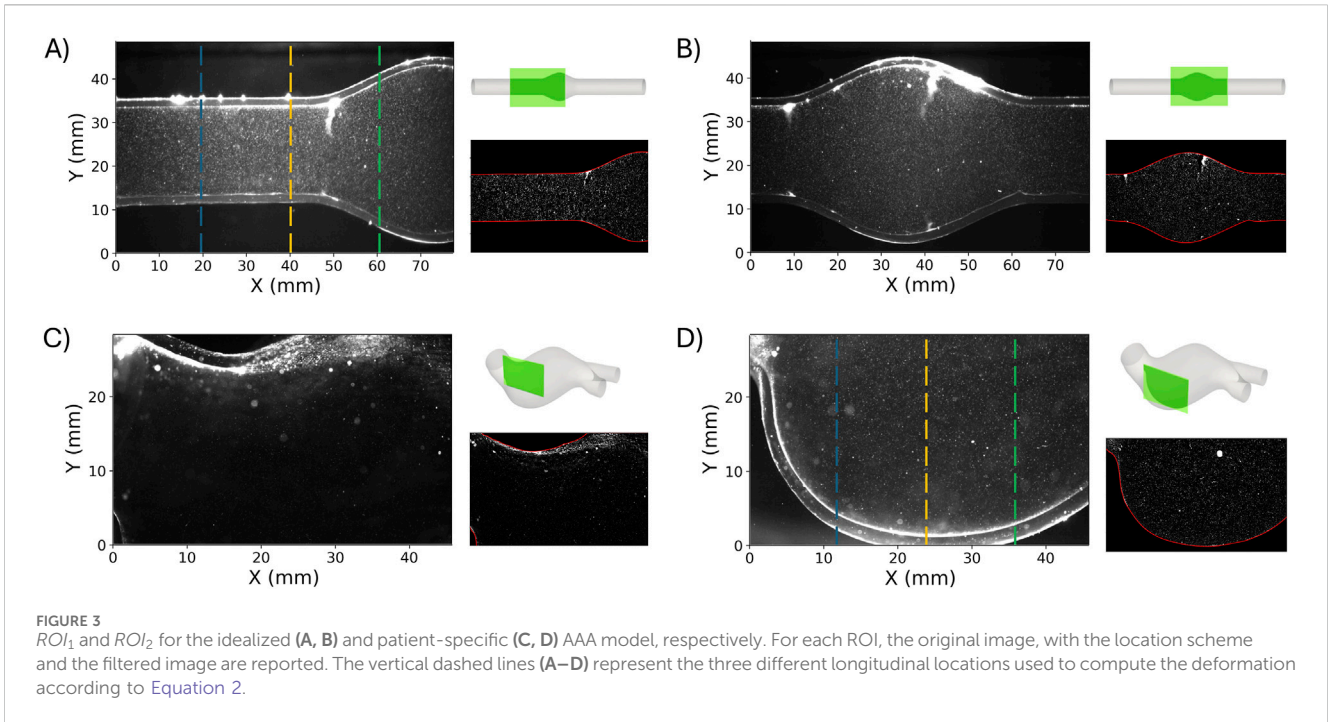 A)
Y (mm)
40
30
20
10
0
0 10 20 30 40 50 60 70
X (mm)
B)
Y (mm)
40
30
20
10
0
0 10 20 30 40 50 60 70
X (mm)
C)
Y (mm)
20
10
0
0 10 20 30 40
X (mm)
D)
Y (mm)
20
10
0
0 10 20 30 40
X (mm)
FIGURE 3
ROI₁ and ROI₂ for the idealized (A, B) and patient-specific (C, D) AAA model, respectively. For each ROI, the original image, with the location scheme
and the filtered image are reported. The vertical dashed lines (A–D) represent the three different longitudinal locations used to compute the deformation
according to Equation 2.